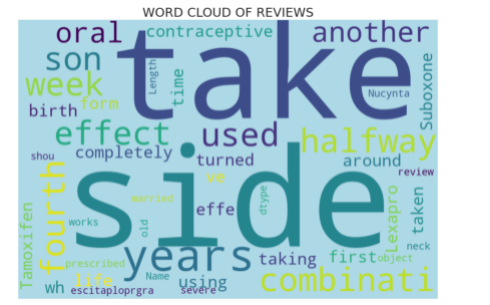 WORD CLOUD OF REVIEWS
oral
contraceptive
another
take
son
week
Length
time
Nucynta
Suboxone
birth
form
effect
used
halfway
shou
completely
turned
around
review
fourth
side
effe
dtype
Lexapro
taken
Tamoxifen
married
works
old
years
taking
first
object
neck
prescribed
Name
wh
life
using
combinati
escitaploprgra
severe